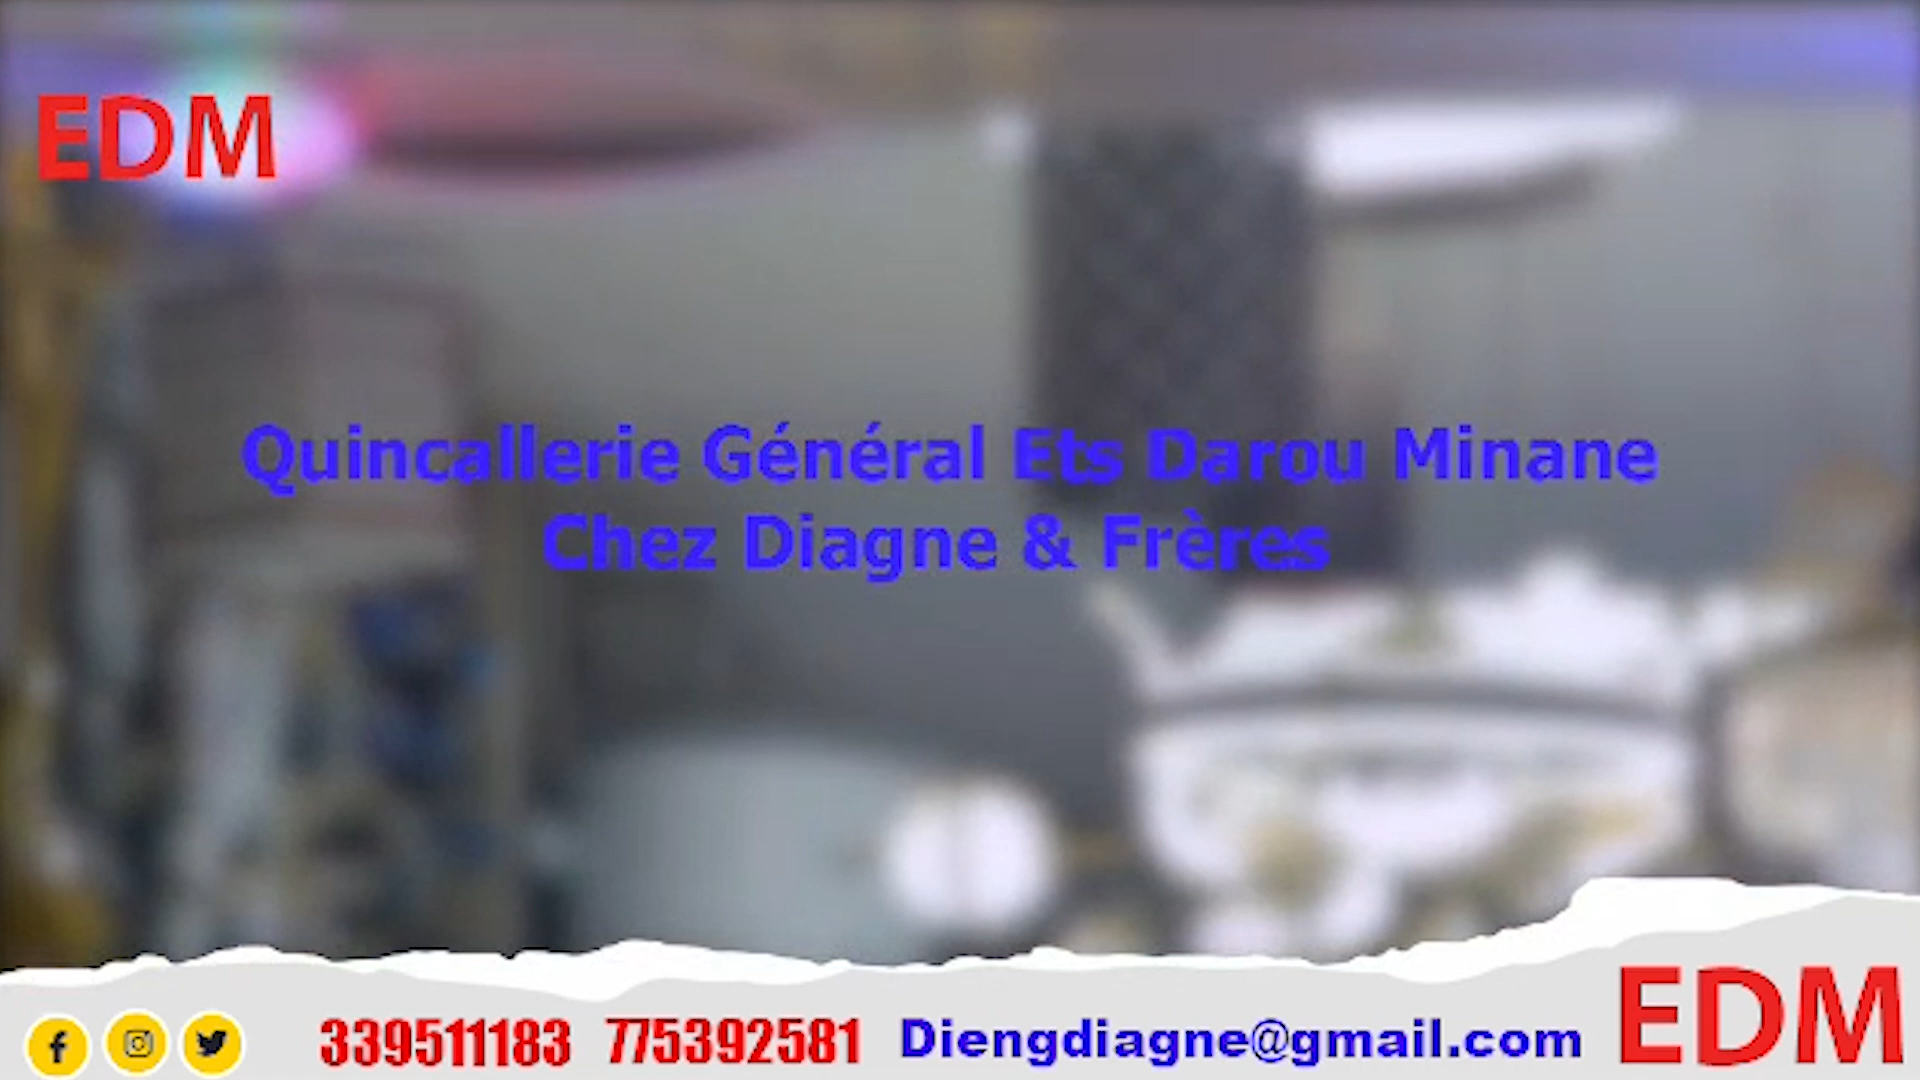 EDM
Quincallerie Général Ets Darou Minane
Chez Diagne & Frères
339511183 775392581 Diengdiagne@gmail.com
EDM